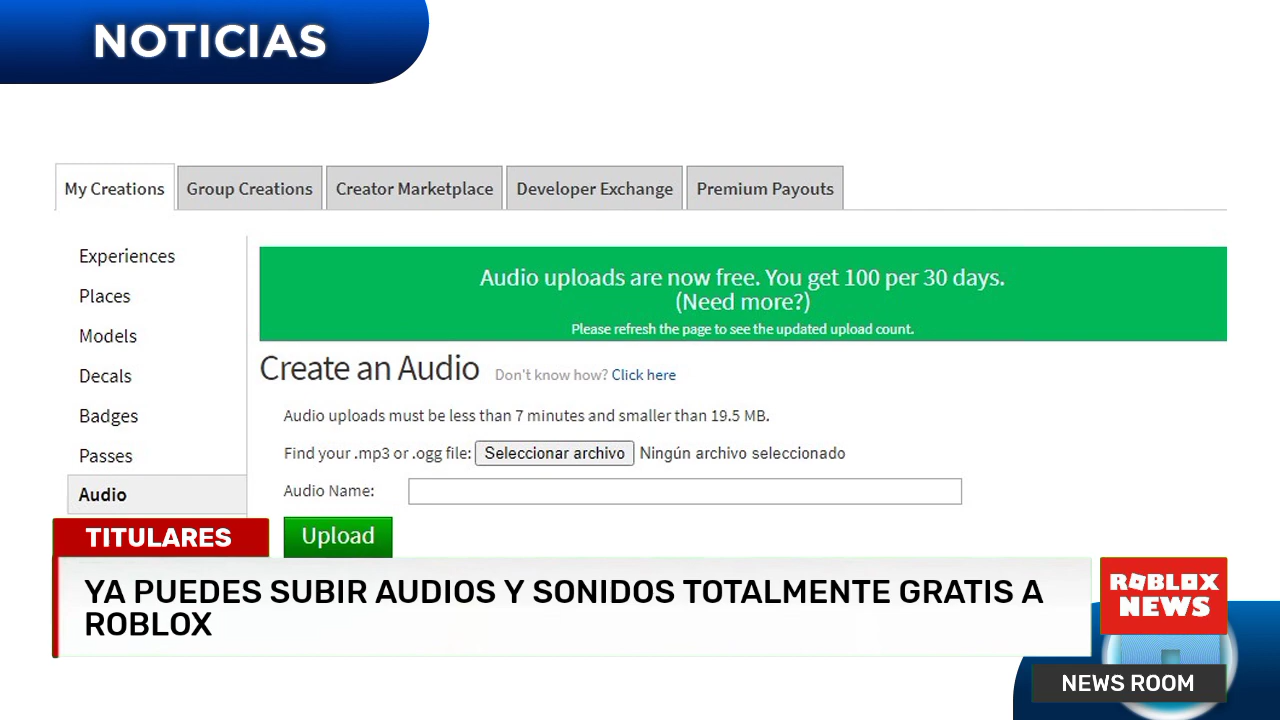 NOTICIAS
My Creations
Group Creations
Creator Marketplace
Developer Exchange
Premium Payouts
Experiences
Places
Models
Decals
Badges
Passes
Audio
Audio uploads are now free. You get 100 per 30 days.
(Need more?)
Please refresh the page to see the updated upload count.
Create an Audio Don't know how? Click here
Audio uploads must be less than 7 minutes and smaller than 19.5 MB.
Find your .mp3 or .ogg file: Seleccionar archivo Ningún archivo seleccionado
Audio Name:
Upload
TITULARES
YA PUEDES SUBIR AUDIOS Y SONIDOS TOTALMENTE GRATIS A
ROBLOX
ROBLOX
NEWS
NEWS ROOM